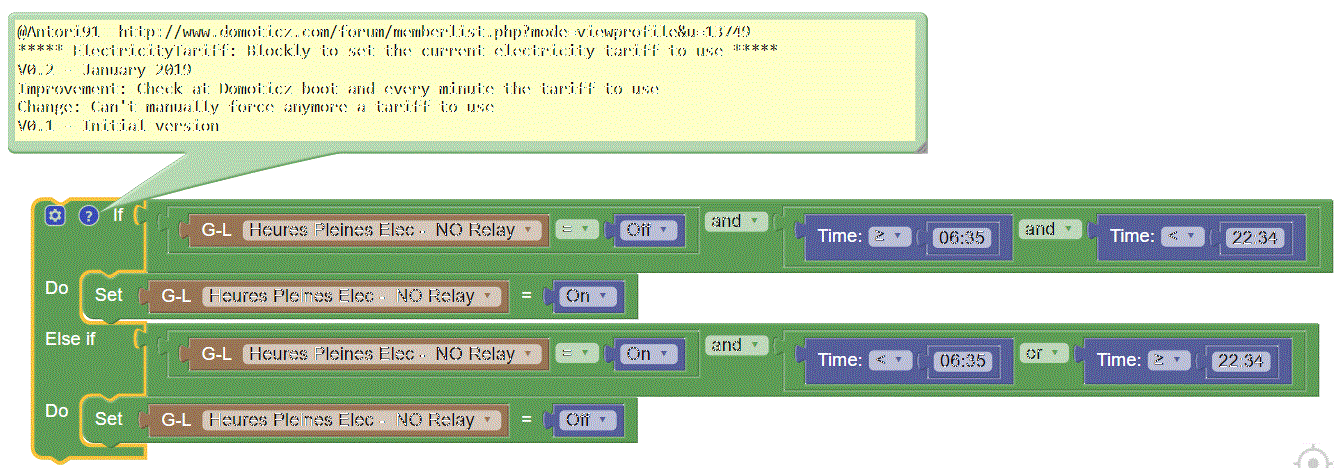 @Antori91 http://www.domoticz.com/forum/memberlist.php?mode=viewprofile&u=13749
***** ElectricityTariff: Blockly to set the current electricity tariff to use *****
V0.2 - January 2019
Improvement: Check at Domoticz boot and every minute the tariff to use
Change: Can't manually force anymore a tariff to use
V0.1 - Initial version
? If G-L Heures Pleines Elec - NO Relay = Off and Time: ≥ 06:35 and Time: < 22:34
Do Set G-L Heures Pleines Elec - NO Relay = On
Else if G-L Heures Pleines Elec - NO Relay = On and Time: < 06:35 or Time: ≥ 22:34
Do Set G-L Heures Pleines Elec - NO Relay = Off